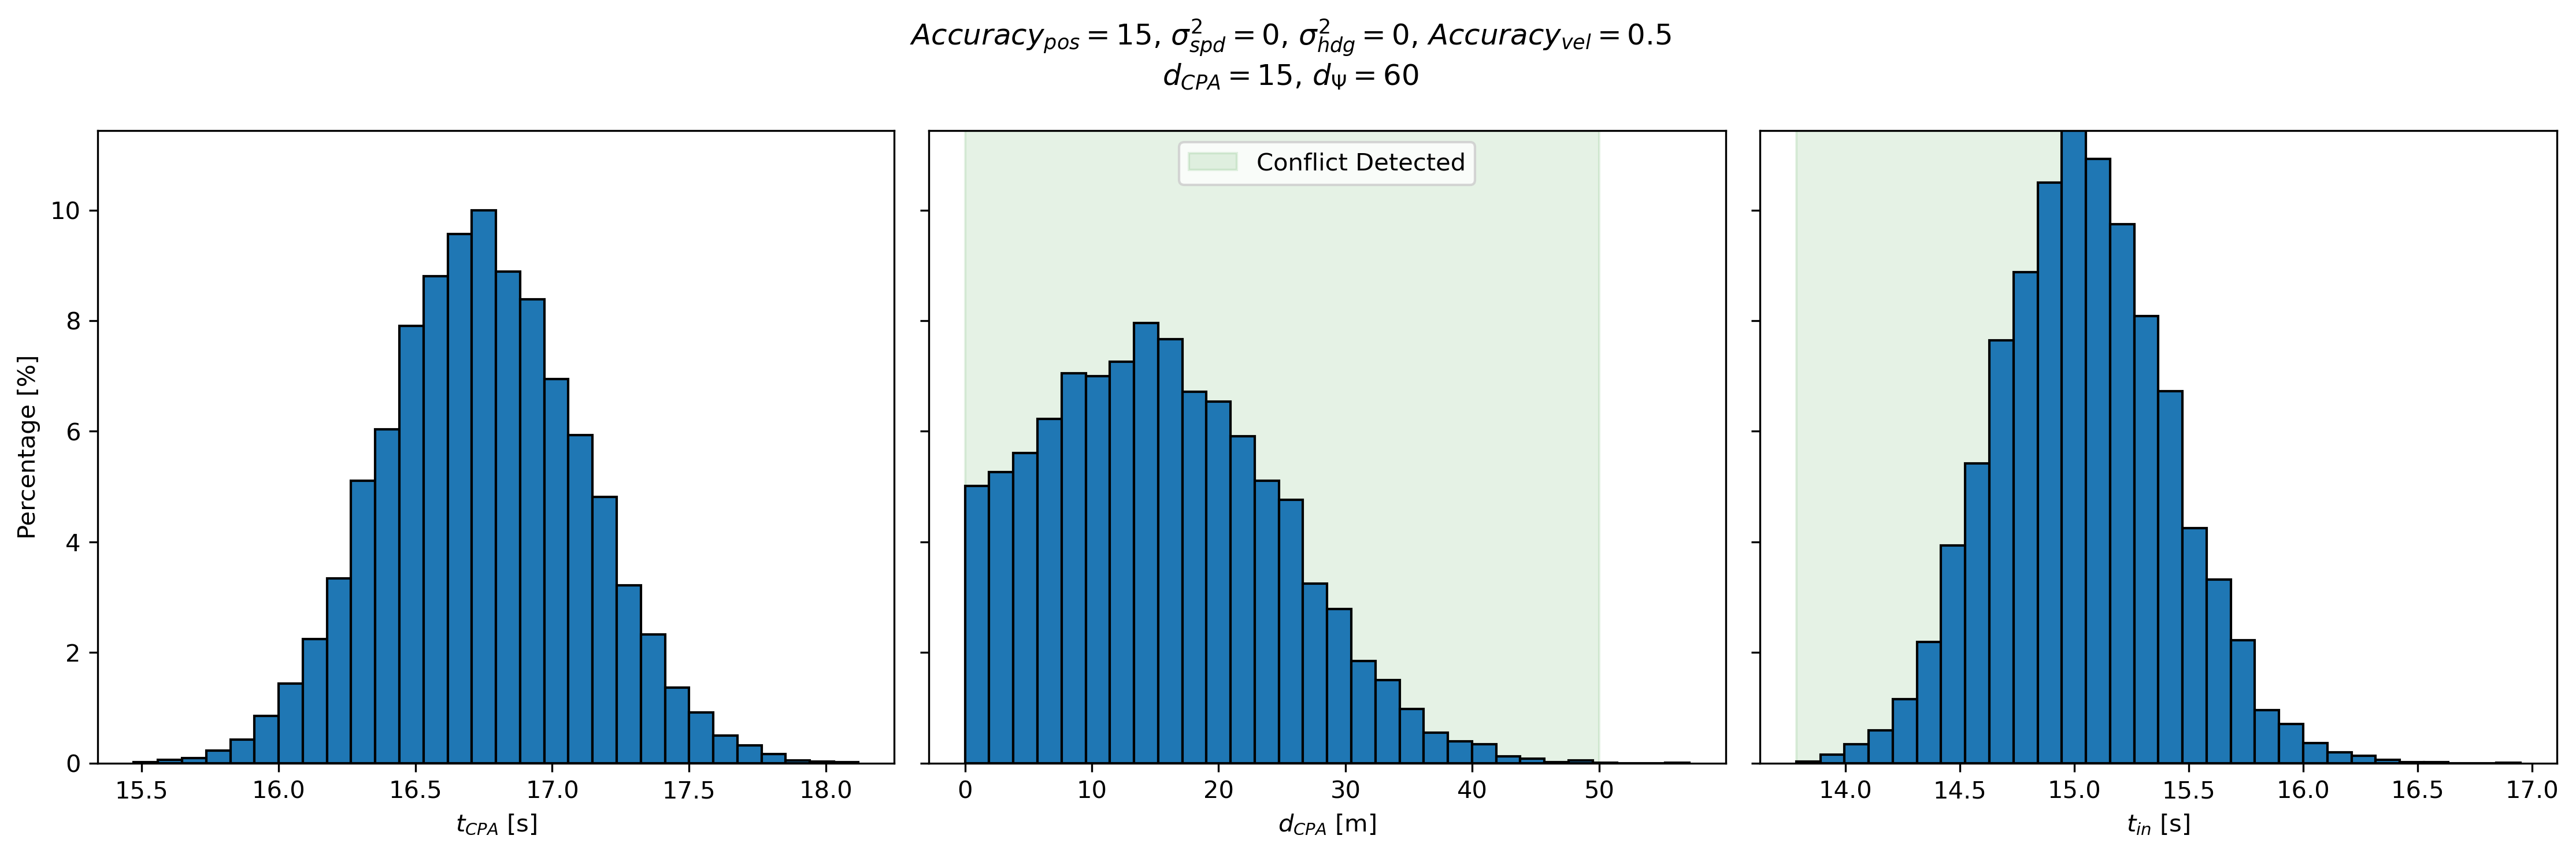 Accuracy_pos = 15, σ²_spd = 0, σ²_hdg = 0, Accuracy_vel = 0.5
d_CPA = 15, d_ψ = 60
Percentage [%]
10
8
6
4
2
0
15.5 16.0 16.5 17.0 17.5 18.0
t_CPA [s]
Conflict Detected
0 10 20 30 40 50
d_CPA [m]
14.0 14.5 15.0 15.5 16.0 16.5 17.0
t_in [s]